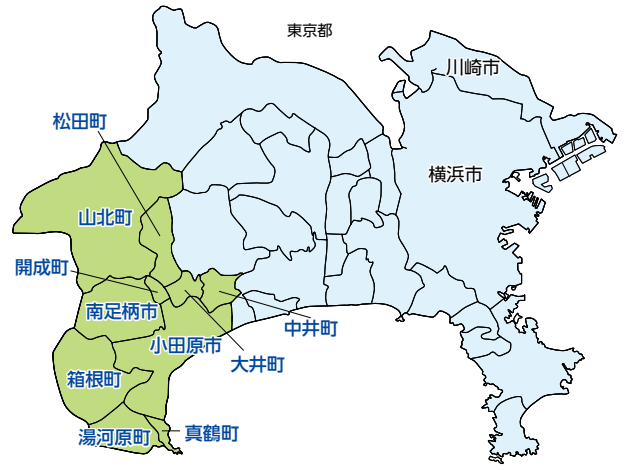 東京都
川崎市
松田町
横浜市
山北町
開成町
南足柄市
中井町
小田原市
大井町
箱根町
湯河原町
真鶴町